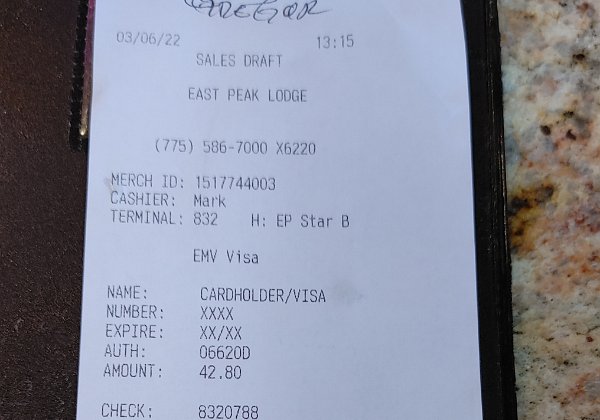 GREGOR
03/06/22 13:15
SALES DRAFT
EAST PEAK LODGE
(775) 586-7000 X6220
MERCH ID: 1517744003
CASHIER: Mark
TERMINAL: 832 H: EP Star B
EMV Visa
NAME: CARDHOLDER/VISA
NUMBER: XXXX
EXPIRE: XX/XX
AUTH: 06620D
AMOUNT: 42.80
CHECK: 8320788